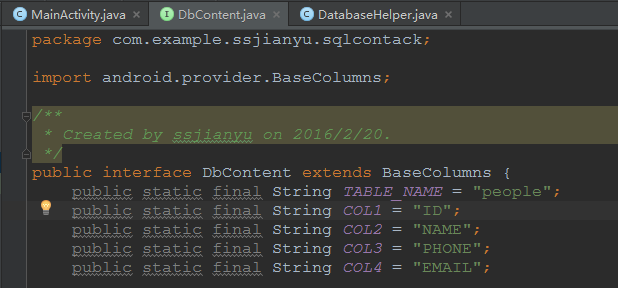 MainActivity.java × DbContent.java × DatabaseHelper.java ×
package com.example.ssjianyu.sqlcontack;
import android.provider.BaseColumns;
/**
* Created by ssjianyu on 2016/2/20.
*/
public interface DbContent extends BaseColumns {
public static final String TABLE_NAME = "people";
public static final String COL1 = "ID";
public static final String COL2 = "NAME";
public static final String COL3 = "PHONE";
public static final String COL4 = "EMAIL";